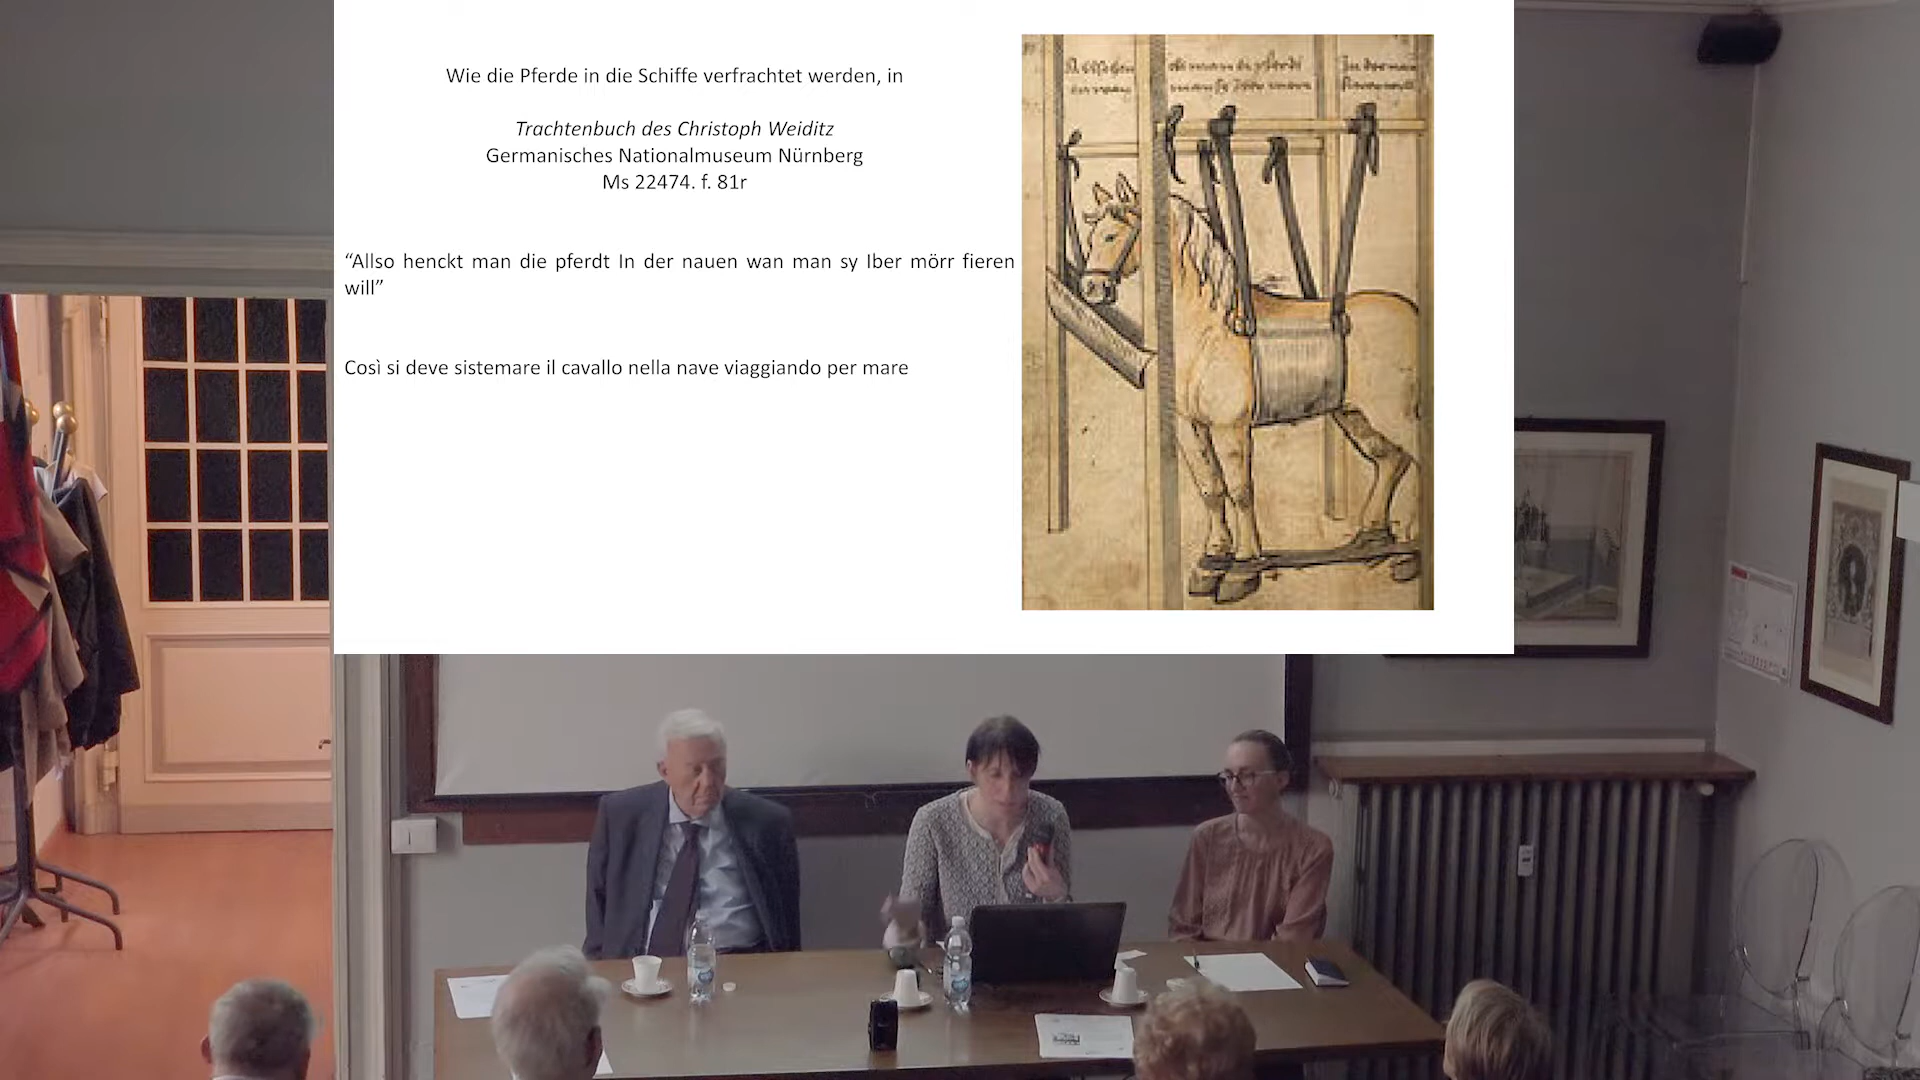 Wie die Pferde in die Schiffe verfrachtet werden, in
Trachtenbuch des Christoph Weiditz
Germanisches Nationalmuseum Nürnberg
Ms 22474. f. 81r
“Allso henckt man die pferdt In der nauen wan man sy Iber mörr fieren
will”
Così si deve sistemare il cavallo nella nave viaggiando per mare